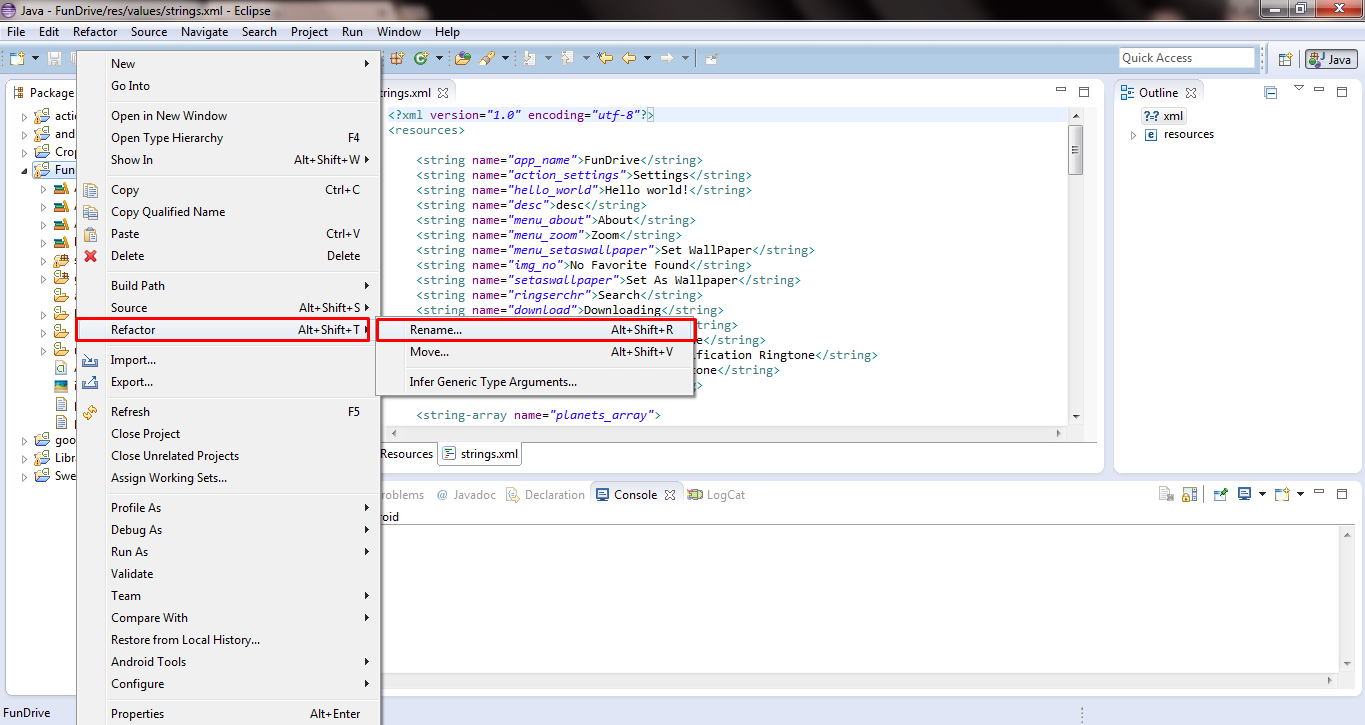 Java - FunDrive/res/values/strings.xml - Eclipse
File Edit Refactor Source Navigate Search Project Run Window Help
Quick Access
Java
Package
acti
and
Crop
Fun
goo
Libr
Swe
New
Go Into
Open in New Window
Open Type Hierarchy F4
Show In Alt+Shift+W
Copy Ctrl+C
Copy Qualified Name
Paste Ctrl+V
Delete Delete
Build Path
Source Alt+Shift+S
Refactor Alt+Shift+T
Import...
Export...
Refresh F5
Close Project
Close Unrelated Projects
Assign Working Sets...
Profile As
Debug As
Run As
Validate
Team
Compare With
Restore from Local History...
Android Tools
Configure
Properties Alt+Enter
Rename... Alt+Shift+R
Move... Alt+Shift+V
Infer Generic Type Arguments...
trings.xml
<?xml version="1.0" encoding="utf-8"?>
<resources>
<string name="app_name">FunDrive</string>
<string name="action_settings">Settings</string>
<string name="hello_world">Hello world!</string>
<string name="desc">desc</string>
<string name="menu_about">About</string>
<string name="menu_zoom">Zoom</string>
<string name="menu_setaswallpaper">Set WallPaper</string>
<string name="img_no">No Favorite Found</string>
<string name="setaswallpaper">Set As Wallpaper</string>
<string name="ringserchr">Search</string>
<string name="download">Downloading</string>
string>
e</string>
ification Ringtone</string>
one</string>
>
<string-array name="planets_array">
Resources strings.xml
Outline
xml
resources
roblems @ Javadoc Declaration Console LogCat
oid
FunDrive